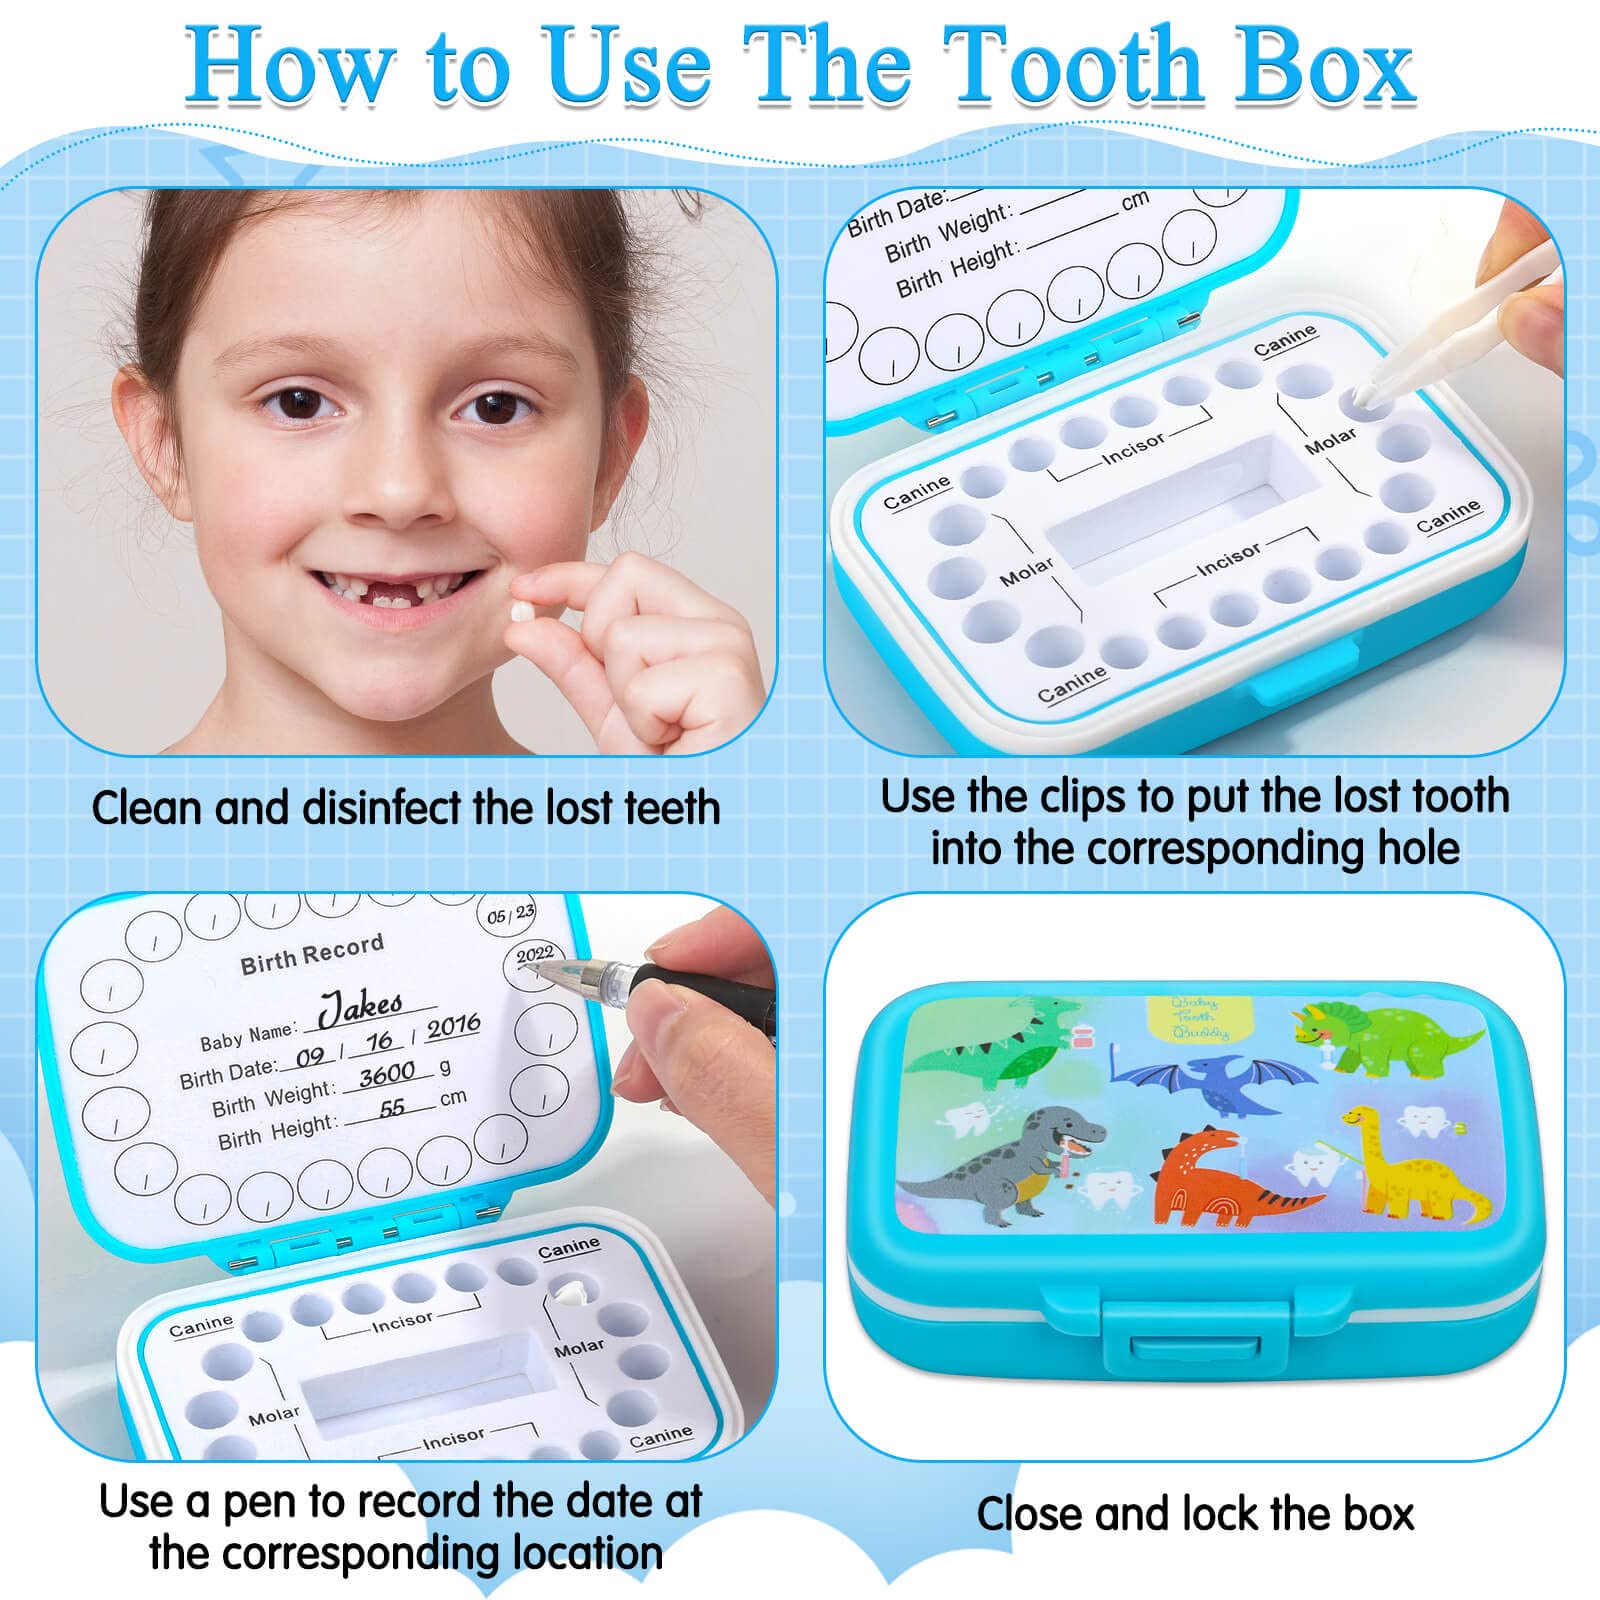 How to Use The Tooth Box
Birth Date:
Birth Weight:
Birth Height: cm
Canine
Incisor
Molar
Canine
Molar
Incisor
Canine
Canine
Clean and disinfect the lost teeth
Use the clips to put the lost tooth
into the corresponding hole
05/23
2022
Birth Record
Baby Name: Jakes
Birth Date: 09 / 16 / 2016
Birth Weight: 3600 g
Birth Height: 55 cm
Canine
Canine
Incisor
Molar
Molar
Incisor
Canine
Baby
Tooth
Buddy
Use a pen to record the date at
the corresponding location
Close and lock the box